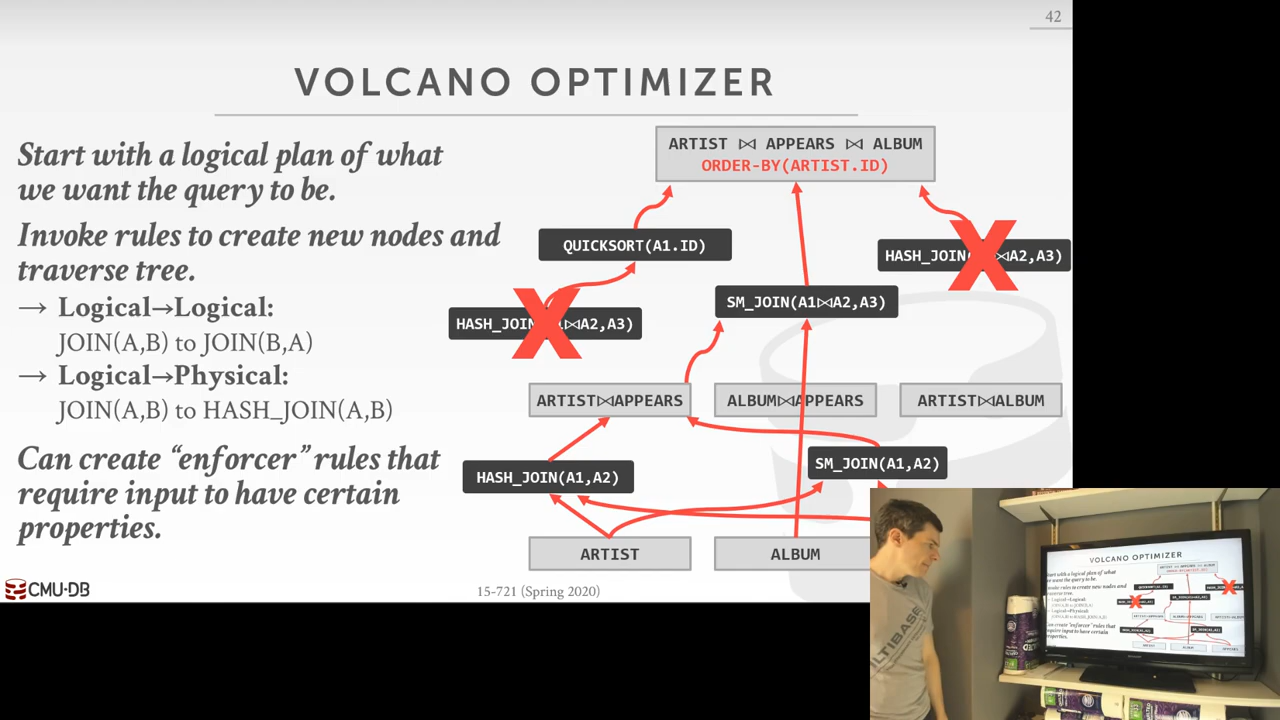 42
VOLCANO OPTIMIZER
Start with a logical plan of what
we want the query to be.
Invoke rules to create new nodes and
traverse tree.
→ Logical→Logical:
JOIN(A,B) to JOIN(B,A)
→ Logical→Physical:
JOIN(A,B) to HASH_JOIN(A,B)
Can create “enforcer” rules that
require input to have certain
properties.
ARTIST ⋈ APPEARS ⋈ ALBUM
ORDER-BY(ARTIST.ID)
QUICKSORT(A1.ID)
HASH_JOIN( ⋈A2,A3)
SM_JOIN(A1⋈A2,A3)
HASH_JOIN( ⋈A2,A3)
ARTIST⋈APPEARS
ALBUM⋈APPEARS
ARTIST⋈ALBUM
HASH_JOIN(A1,A2)
SM_JOIN(A1,A2)
ARTIST
ALBUM
CMU·DB
15-721 (Spring 2020)
VOLCANO OPTIMIZER